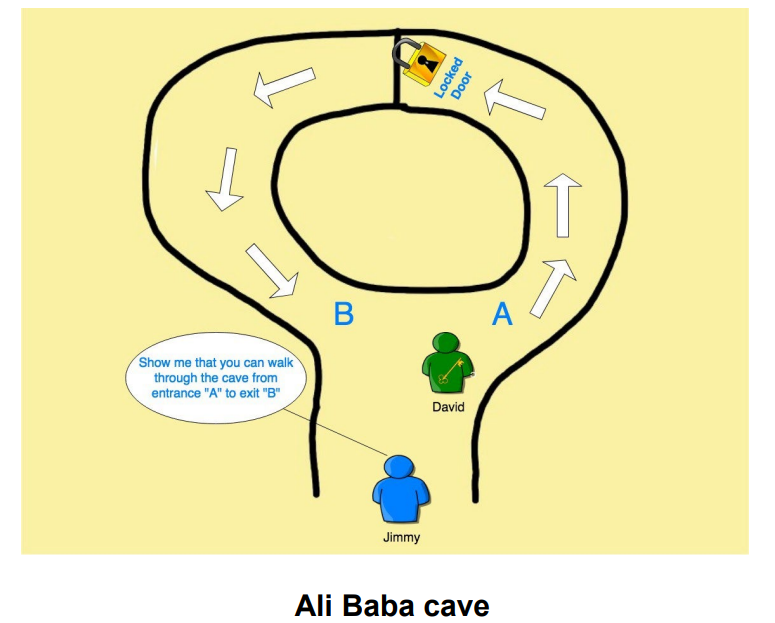 Locked
Door
B
A
Show me that you can walk
through the cave from
entrance "A" to exit "B"
David
Jimmy
Ali Baba cave